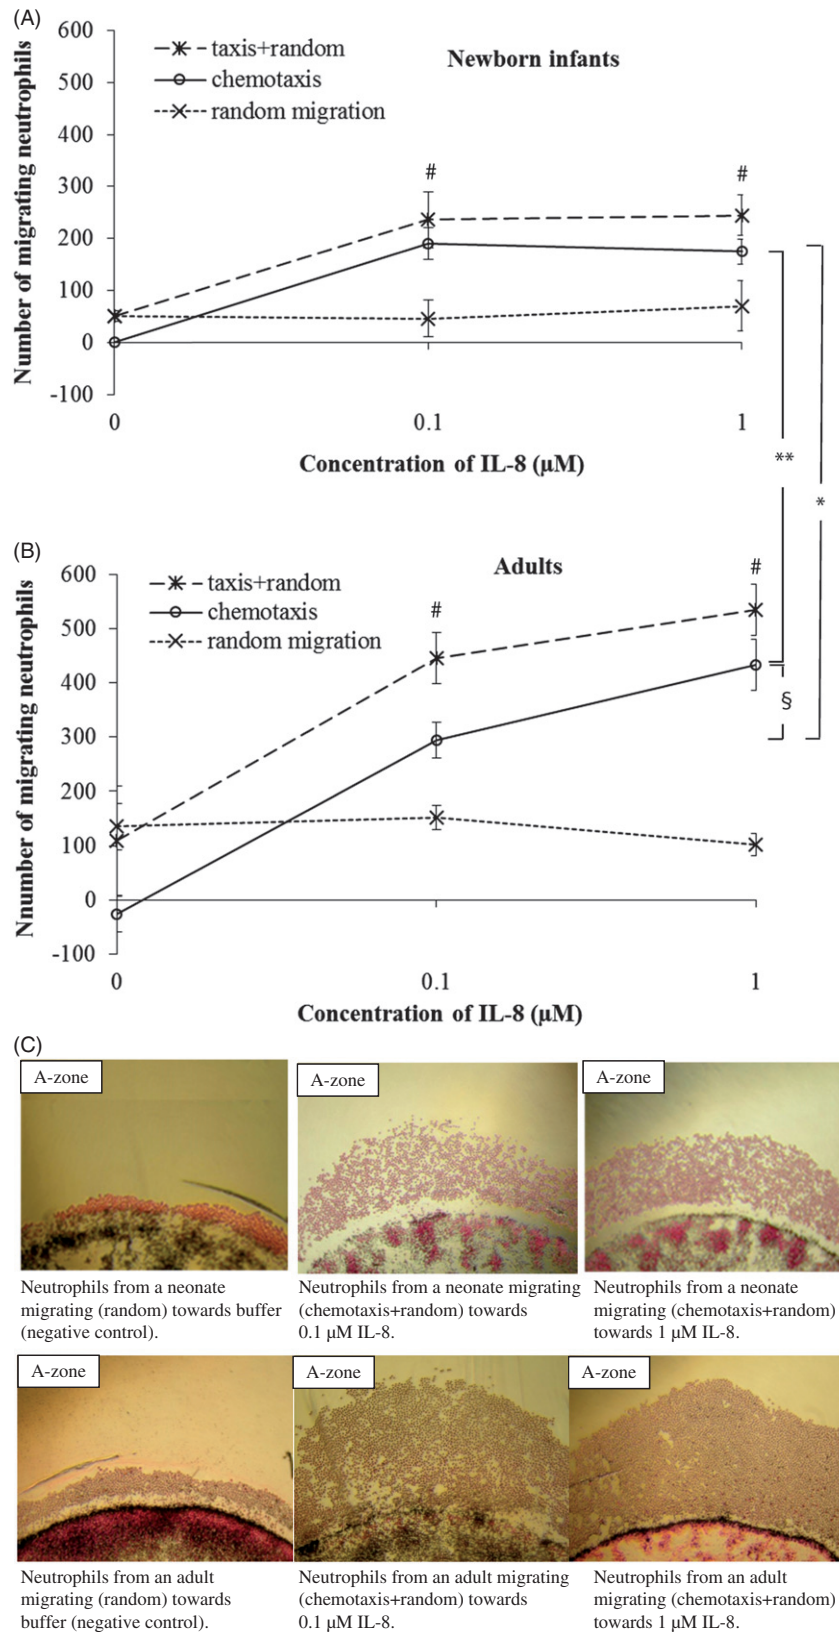 (A)
600
500
400
300
200
100
0
-100
Number of migrating neutrophils
taxis+random
chemotaxis
random migration
Newborn infants
# #
0 0.1 1
Concentration of IL-8 (µM)
**
*
(B)
600
500
400
300
200
100
0
-100
Nnumber of migrating neutrophils
taxis+random
chemotaxis
random migration
Adults
# #
§
0 0.1 1
Concentration of IL-8 (µM)
(C)
A-zone
Neutrophils from a neonate
migrating (random) towards buffer
(negative control).
A-zone
Neutrophils from a neonate migrating
(chemotaxis+random) towards
0.1 µM IL-8.
A-zone
Neutrophils from a neonate
migrating (chemotaxis+random)
towards 1 µM IL-8.
A-zone
Neutrophils from an adult
migrating (random) towards
buffer (negative control).
A-zone
Neutrophils from an adult migrating
(chemotaxis+random) towards
0.1 µM IL-8.
A-zone
Neutrophils from an adult
migrating (chemotaxis+random)
towards 1 µM IL-8.